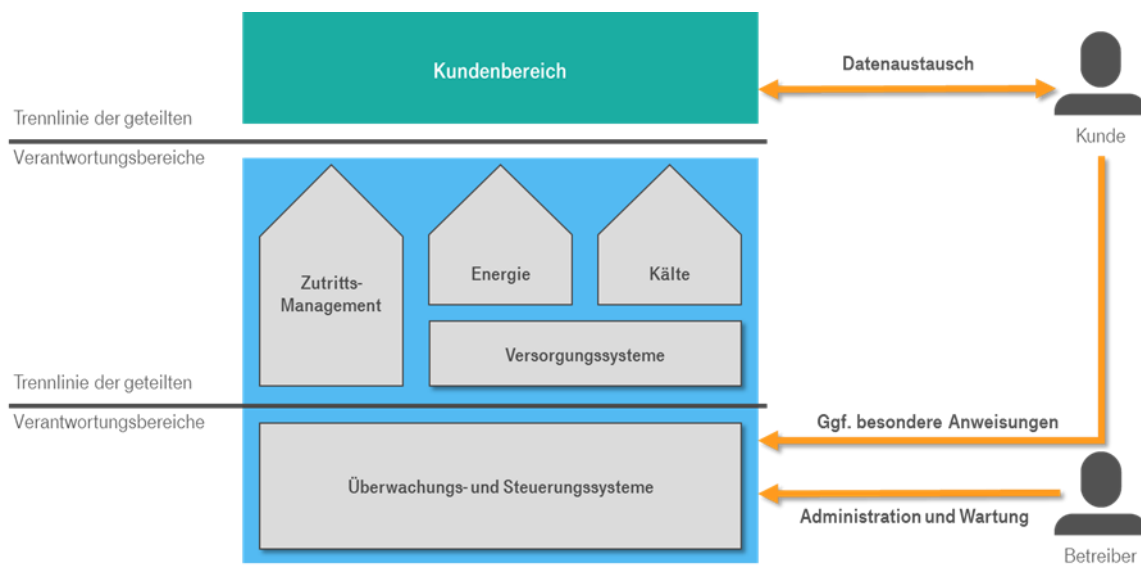 Kundenbereich
Datenaustausch
Kunde
Trennlinie der geteilten
Verantwortungsbereiche
Zutritts-
Management
Energie
Kälte
Versorgungssysteme
Trennlinie der geteilten
Verantwortungsbereiche
Ggf. besondere Anweisungen
Überwachungs- und Steuerungssysteme
Administration und Wartung
Betreiber